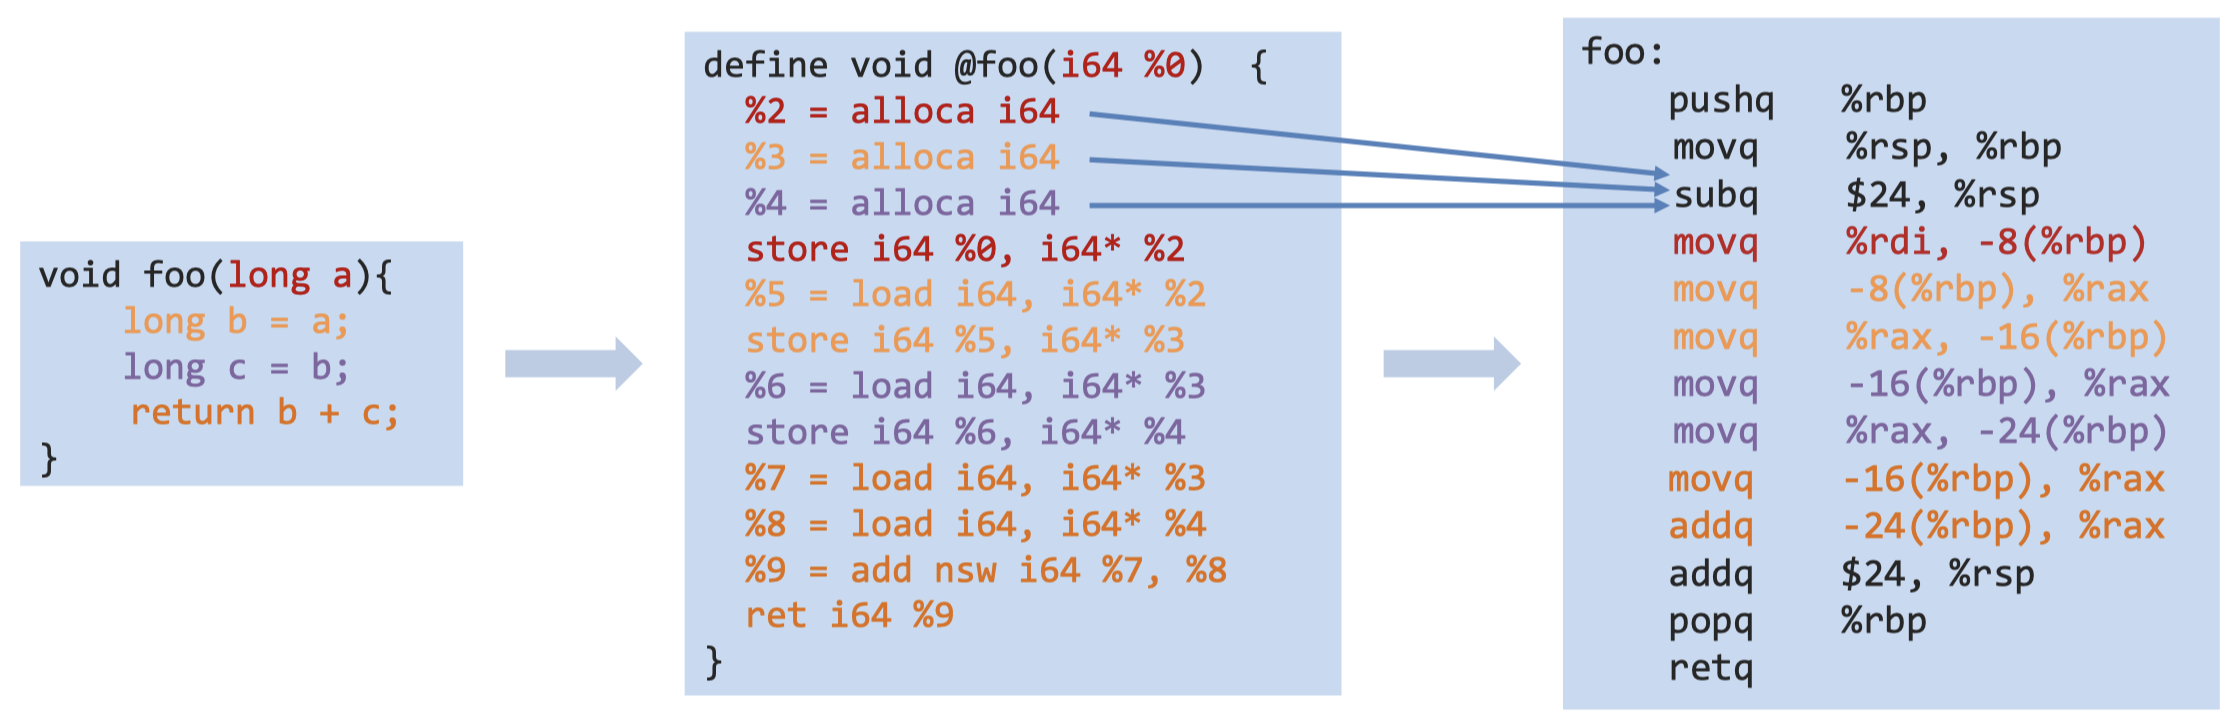 void foo(long a){
long b = a;
long c = b;
return b + c;
}
define void @foo(i64 %0) {
%2 = alloca i64
%3 = alloca i64
%4 = alloca i64
store i64 %0, i64* %2
%5 = load i64, i64* %2
store i64 %5, i64* %3
%6 = load i64, i64* %3
store i64 %6, i64* %4
%7 = load i64, i64* %3
%8 = load i64, i64* %4
%9 = add nsw i64 %7, %8
ret i64 %9
}
foo:
pushq %rbp
movq %rsp, %rbp
subq $24, %rsp
movq %rdi, -8(%rbp)
movq -8(%rbp), %rax
movq %rax, -16(%rbp)
movq -16(%rbp), %rax
movq %rax, -24(%rbp)
movq -16(%rbp), %rax
addq -24(%rbp), %rax
addq $24, %rsp
popq %rbp
retq